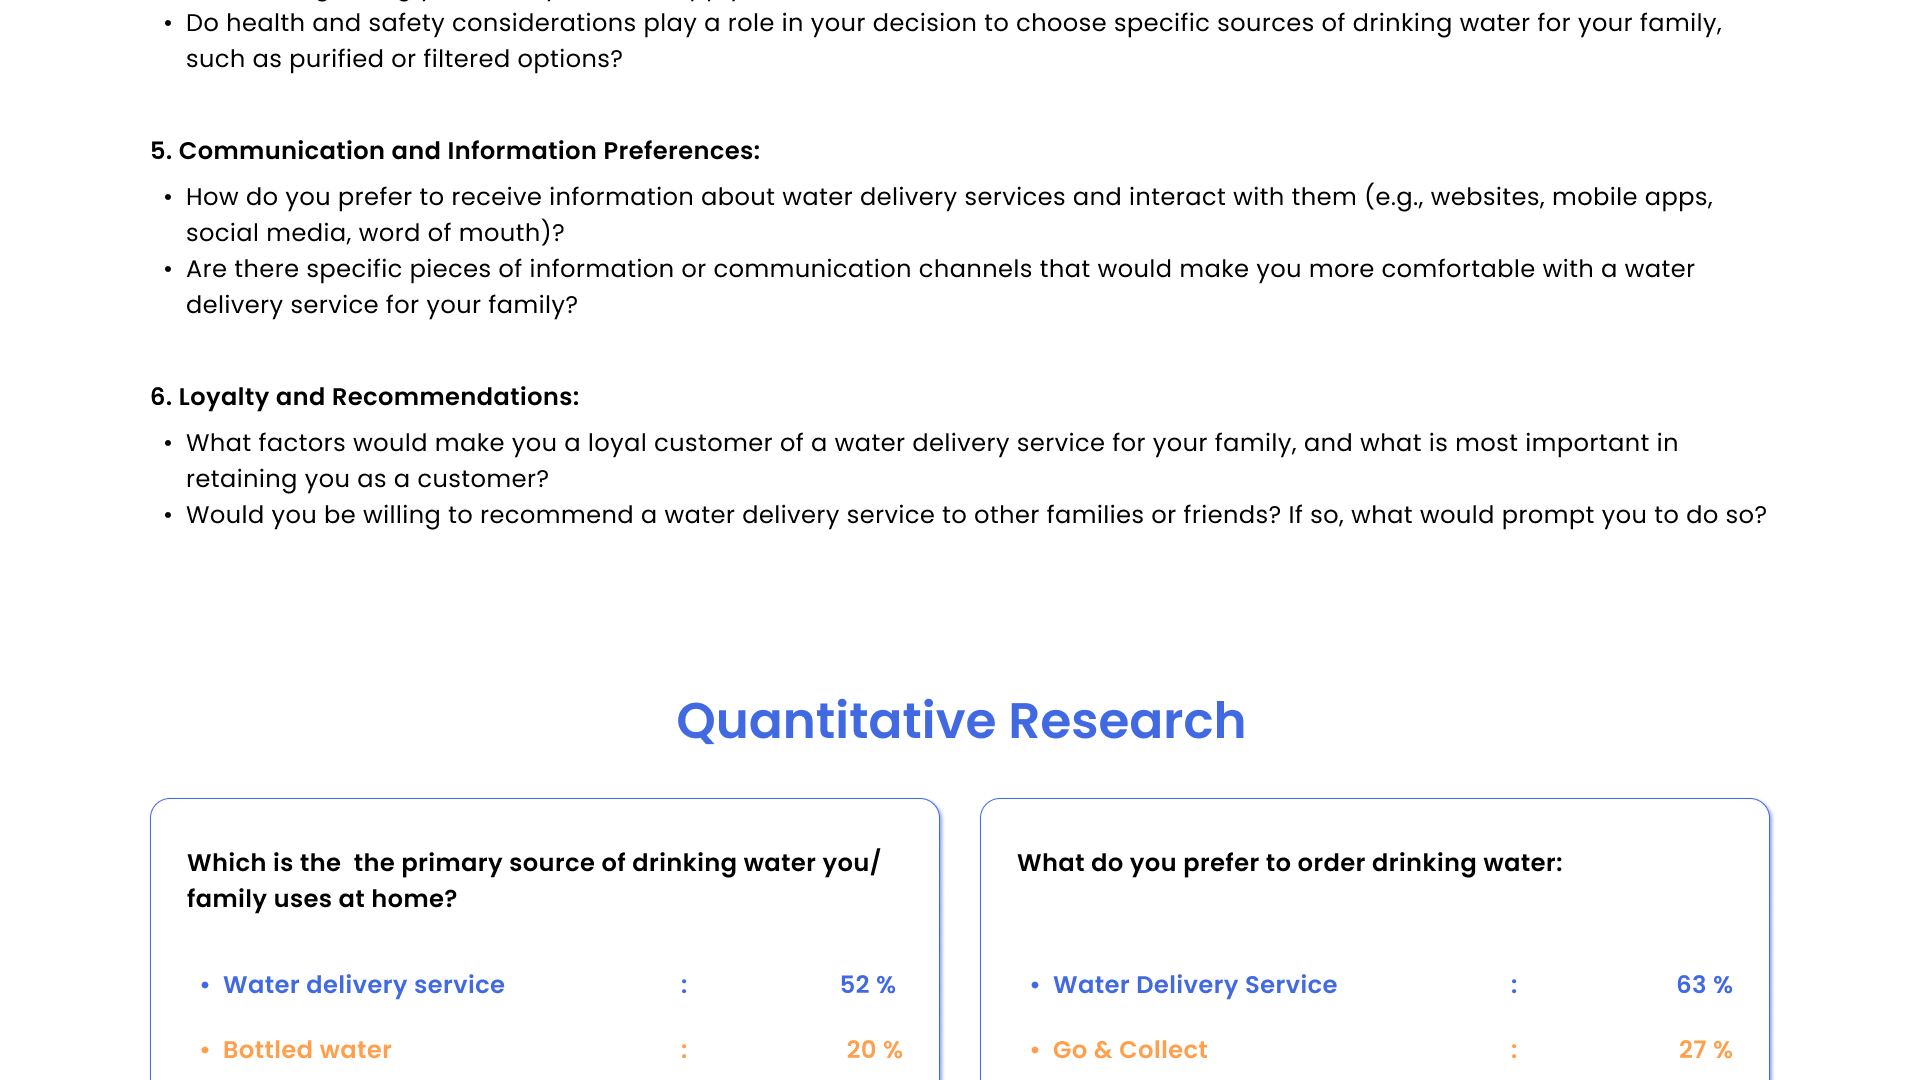 • Do health and safety considerations play a role in your decision to choose specific sources of drinking water for your family,
such as purified or filtered options?
5. Communication and Information Preferences:
• How do you prefer to receive information about water delivery services and interact with them (e.g., websites, mobile apps,
social media, word of mouth)?
• Are there specific pieces of information or communication channels that would make you more comfortable with a water
delivery service for your family?
6. Loyalty and Recommendations:
• What factors would make you a loyal customer of a water delivery service for your family, and what is most important in
retaining you as a customer?
• Would you be willing to recommend a water delivery service to other families or friends? If so, what would prompt you to do so?
Quantitative Research
Which is the  the primary source of drinking water you/
family uses at home?
• Water delivery service : 52 %
• Bottled water : 20 %
What do you prefer to order drinking water:
• Water Delivery Service : 63 %
• Go & Collect : 27 %